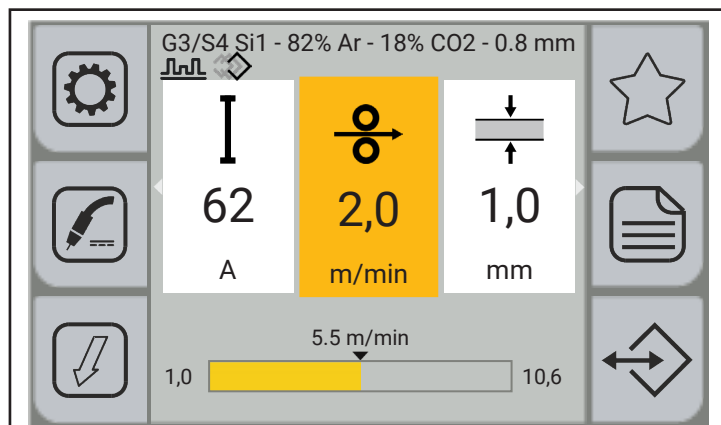 G3/S4 Si1 - 82% Ar - 18% CO2 - 0.8 mm
62 2,0 1,0
A m/min mm
5.5 m/min
1,0 10,6